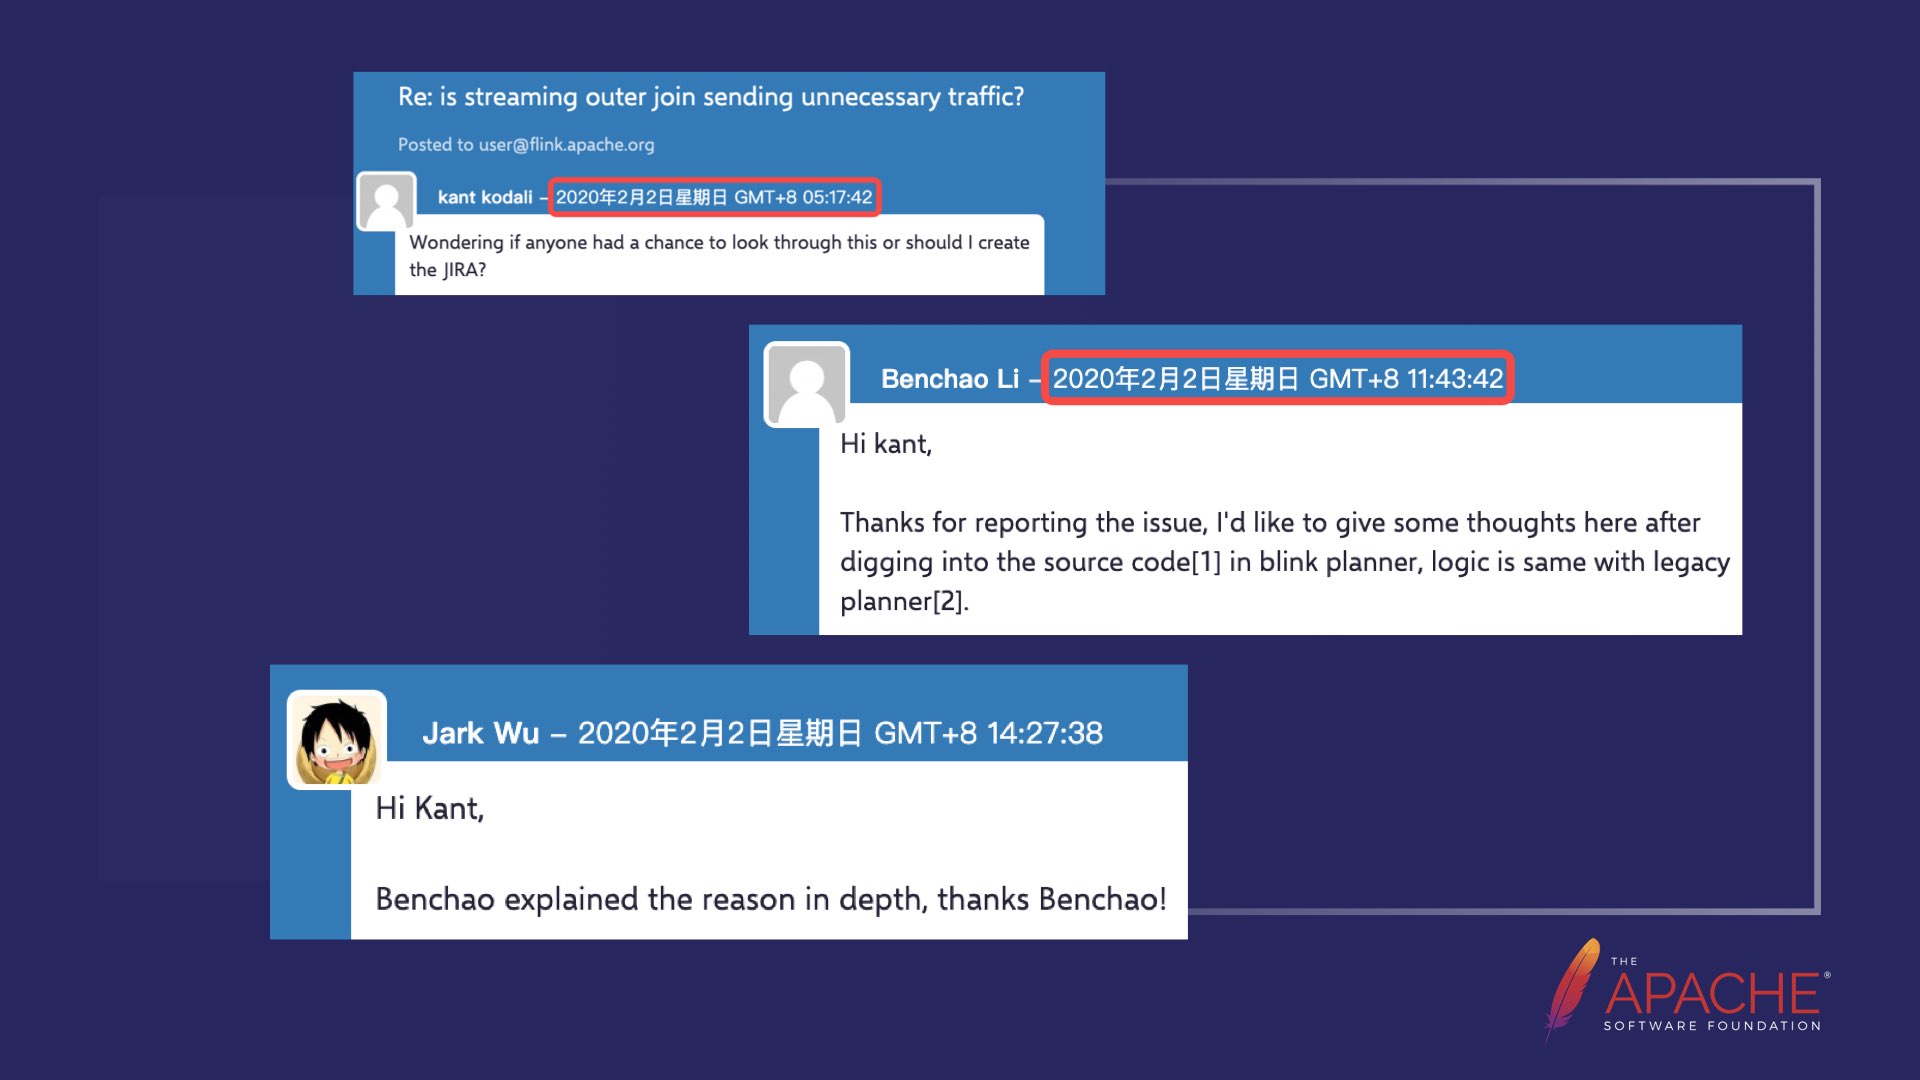 Re: is streaming outer join sending unnecessary traffic?
Posted to user@flink.apache.org
kant kodali – 2020年2月2日星期日 GMT+8 05:17:42
Wondering if anyone had a chance to look through this or should I create
the JIRA?
Benchao Li – 2020年2月2日星期日 GMT+8 11:43:42
Hi kant,
Thanks for reporting the issue, I'd like to give some thoughts here after
digging into the source code[1] in blink planner, logic is same with legacy
planner[2].
Jark Wu – 2020年2月2日星期日 GMT+8 14:27:38
Hi Kant,
Benchao explained the reason in depth, thanks Benchao!
THE
APACHE®
SOFTWARE FOUNDATION